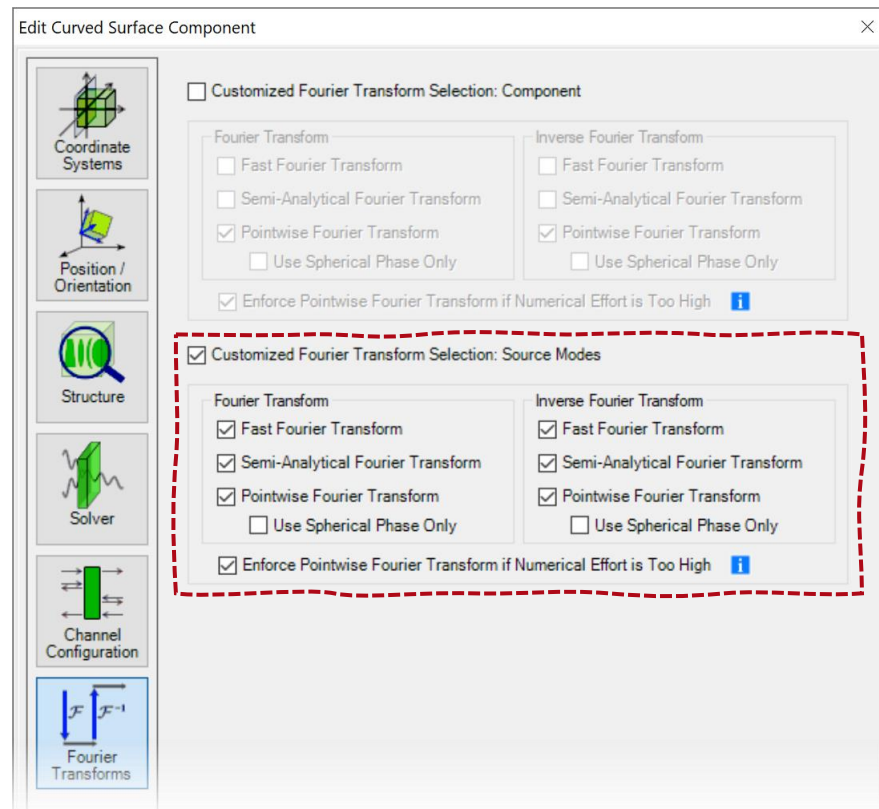 Edit Curved Surface Component
Coordinate
Systems
Position /
Orientation
Structure
Solver
Channel
Configuration
ℱ ℱ⁻¹
Fourier
Transforms
Customized Fourier Transform Selection: Component
Fourier Transform
Fast Fourier Transform
Semi-Analytical Fourier Transform
Pointwise Fourier Transform
Use Spherical Phase Only
Inverse Fourier Transform
Fast Fourier Transform
Semi-Analytical Fourier Transform
Pointwise Fourier Transform
Use Spherical Phase Only
Enforce Pointwise Fourier Transform if Numerical Effort is Too High
Customized Fourier Transform Selection: Source Modes
Fourier Transform
Fast Fourier Transform
Semi-Analytical Fourier Transform
Pointwise Fourier Transform
Use Spherical Phase Only
Inverse Fourier Transform
Fast Fourier Transform
Semi-Analytical Fourier Transform
Pointwise Fourier Transform
Use Spherical Phase Only
Enforce Pointwise Fourier Transform if Numerical Effort is Too High